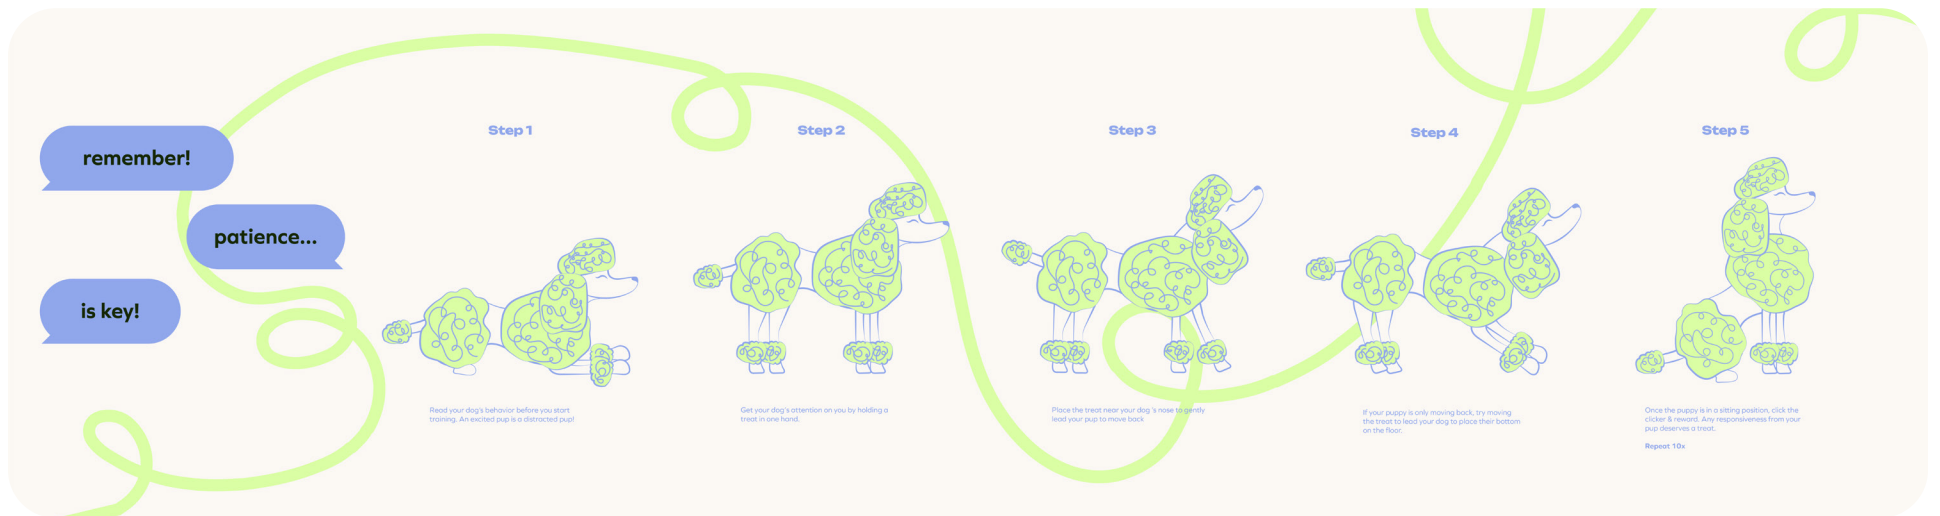 remember!
patience...
is key!
Step 1
Read your dog's behavior before you start
training. An excited pup is a distracted pup!
Step 2
Get your dog's attention on you by holding a
treat in one hand.
Step 3
Place the treat near your dog 's nose to gently
lead your pup to move back
Step 4
If your puppy is only moving back, try moving
the treat to lead your dog to place their bottom
on the floor.
Step 5
Once the puppy is in a sitting position, click the
clicker & reward. Any responsiveness from your
pup deserves a treat.
Repeat 10x